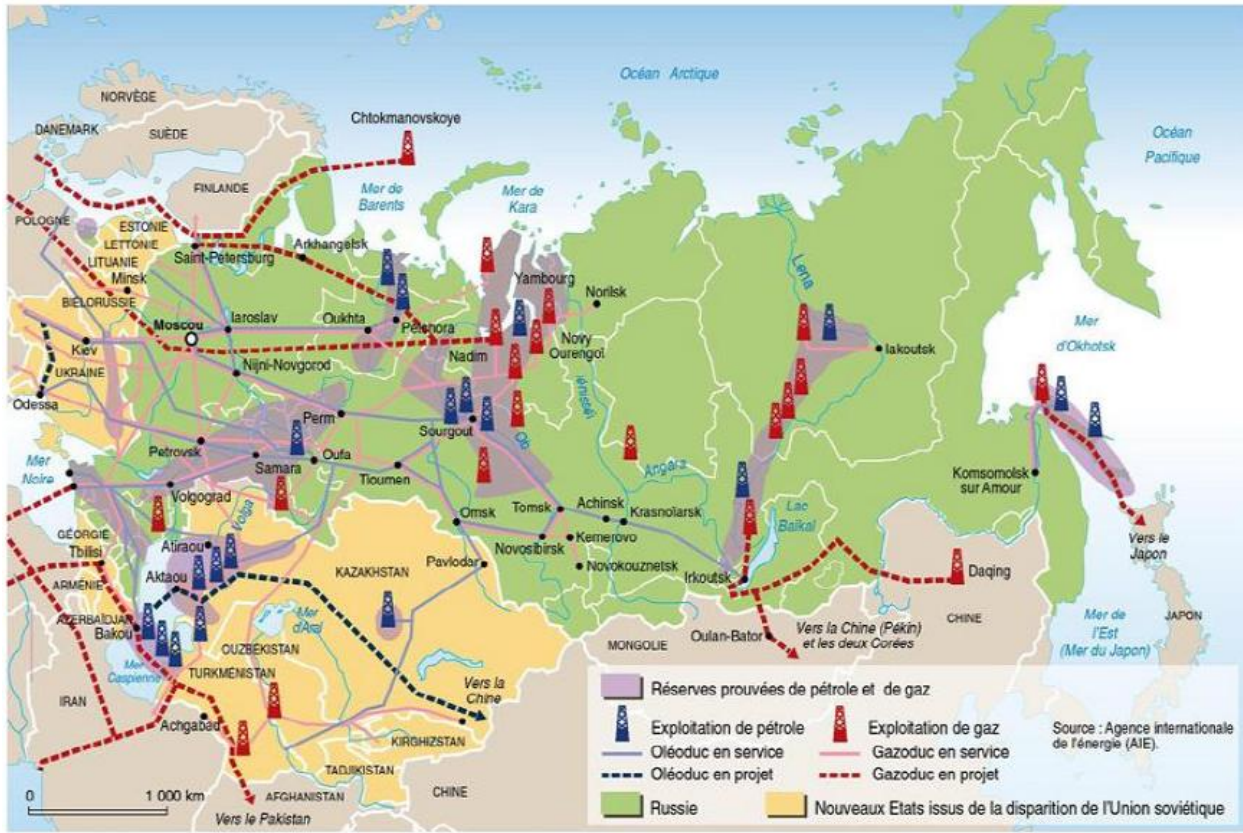 Océan Arctique
NORVÈGE
Chtokmanovskoye
DANEMARK
SUÈDE
Océan
Pacifique
FINLANDE
Mer de
Barents
Mer de
Kara
POLOGNE
ESTONIE
LETTONIE
LITUANIE
Saint-Petersburg
Arkhangelsk
Minsk
Yambourg
Norilsk
Lena
BIÉLORUSSIE
Iaroslav
Oukhta
Petchora
Moscou
Nadim
Novy
Ourengoï
Iakoutsk
Mer
d'Okhotsk
Kiev
UKRAINE
Nijni-Novgorod
Iénisséi
Odessa
Perm
Sourgout
Ob
Petrovsk
Samara
Oufa
Tioumen
Angara
Komsomolsk
sur Amour
Mer
Noire
Volgograd
Volga
Omsk
Tomsk
Achinsk
Krasnoïarsk
Lac
Baïkal
GÉORGIE
Tbilisi
Atiraou
Novosibirsk
Kemerovo
Vers le
Japon
Aktaou
KAZAKHSTAN
Pavlodar
Novokouznetsk
Irkoutsk
Daqing
ARMÉNIE
AZERBAÏDJAN
Bakou
Mer
d'Aral
MONGOLIE
Oulan-Bator
Vers la Chine (Pékin)
et les deux Corées
CHINE
Mer de
l'Est
(Mer du Japon)
JAPON
OUZBÉKISTAN
Mer
Caspienne
TURKMÉNISTAN
IRAN
Vers la
Chine
Achgabad
KIRGHIZSTAN
TADJIKISTAN
AFGHANISTAN
CHINE
Vers le Pakistan
0 1 000 km
Réserves prouvées de pétrole et de gaz
Exploitation de pétrole
Exploitation de gaz
Source : Agence internationale
de l'énergie (AIE).
Oléoduc en service
Gazoduc en service
Oléoduc en projet
Gazoduc en projet
Russie
Nouveaux Etats issus de la disparition de l'Union soviétique